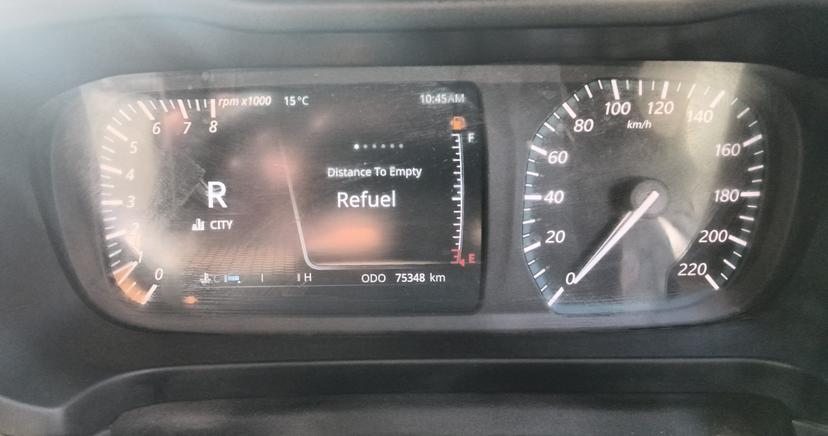 rpm x1000 15°C 10:45AM
8
7
6
5
4
3
2
1
0
R
CITY
Distance To Empty
Refuel
F
E
C H
ODO 75348 km
km/h
0
20
40
60
80
100
120
140
160
180
200
220